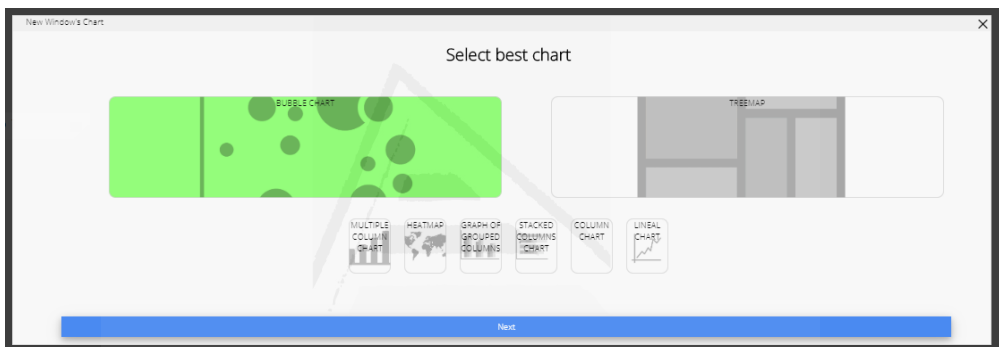 New Window's Chart
Select best chart
BUBBLE CHART
TREEMAP
MULTIPLE
COLUMN
CHART
HEATMAP
GRAPH OF
GROUPED
COLUMNS
STACKED
COLUMNS
CHART
COLUMN
CHART
LINEAL
CHART
Next